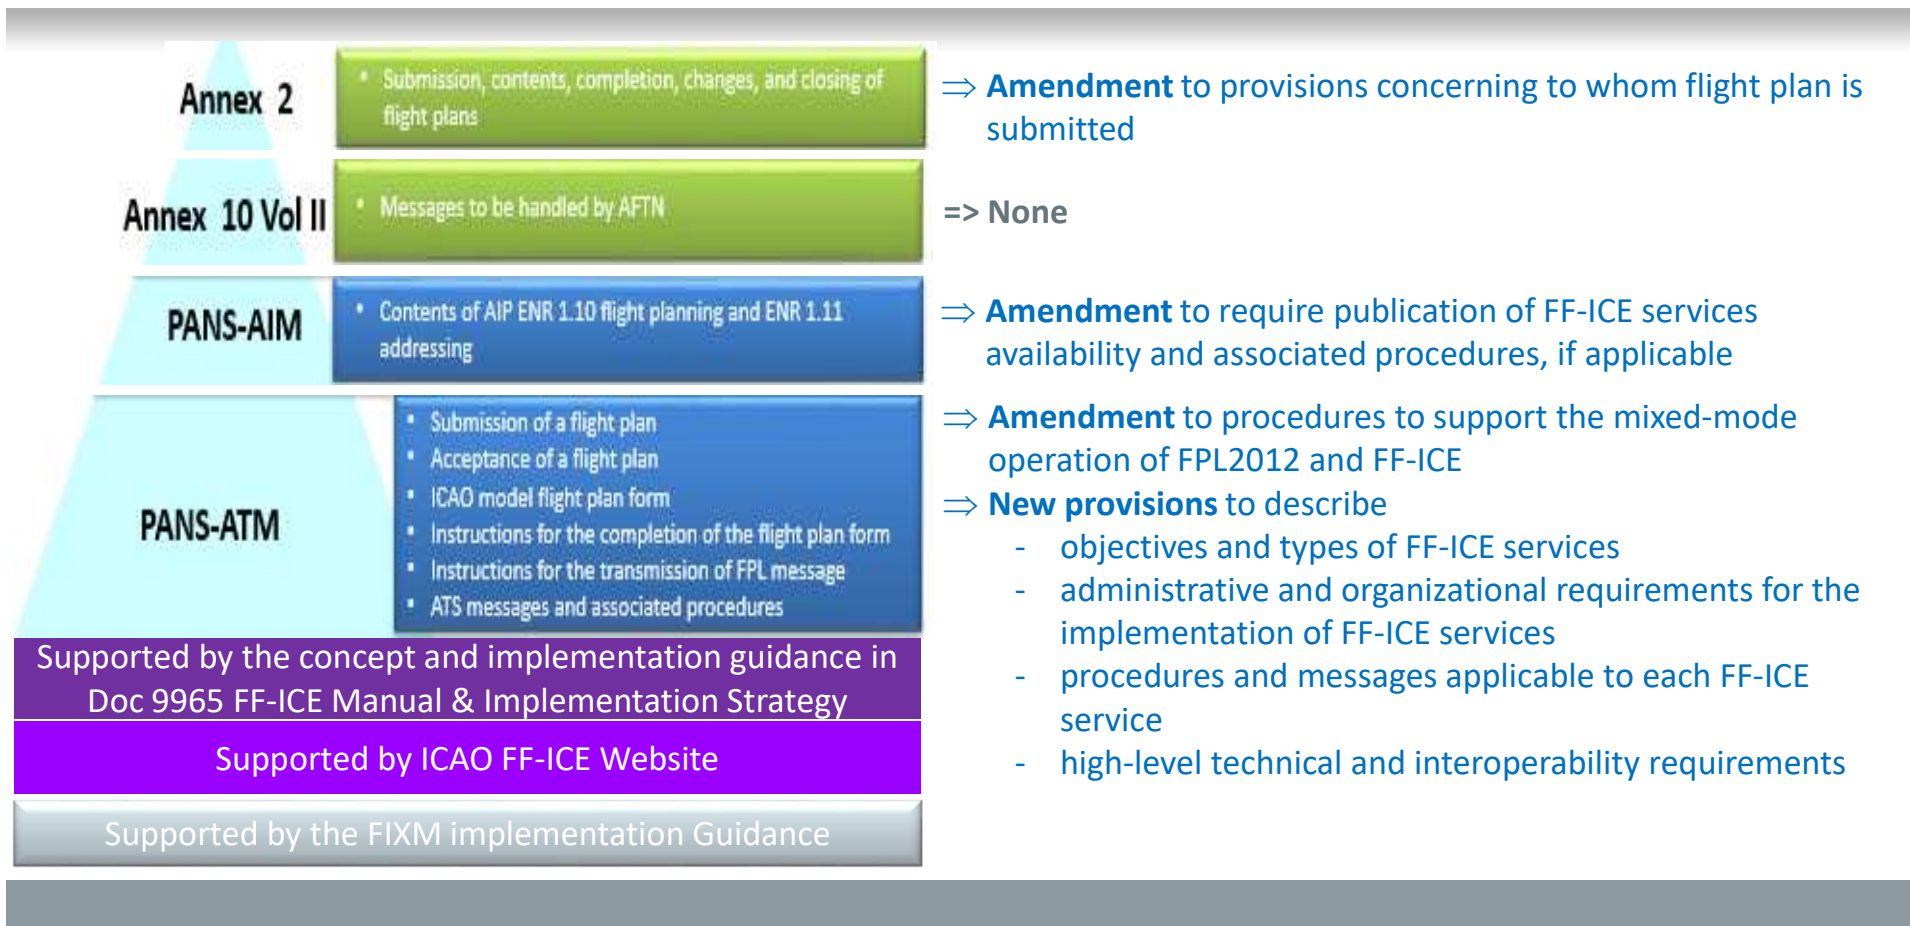 Annex 2
• Submission, contents, completion, changes, and closing of
flight plans
⇒ Amendment to provisions concerning to whom flight plan is
submitted
Annex 10 Vol II
• Messages to be handled by AFTN
=> None
PANS-AIM
• Contents of AIP ENR 1.10 flight planning and ENR 1.11
addressing
⇒ Amendment to require publication of FF-ICE services
availability and associated procedures, if applicable
PANS-ATM
• Submission of a flight plan
• Acceptance of a flight plan
• ICAO model flight plan form
• Instructions for the completion of the flight plan form
• Instructions for the transmission of FPL message
• ATS messages and associated procedures
⇒ Amendment to procedures to support the mixed-mode
operation of FPL2012 and FF-ICE
⇒ New provisions to describe
- objectives and types of FF-ICE services
- administrative and organizational requirements for the
implementation of FF-ICE services
- procedures and messages applicable to each FF-ICE
service
- high-level technical and interoperability requirements
Supported by the concept and implementation guidance in
Doc 9965 FF-ICE Manual & Implementation Strategy
Supported by ICAO FF-ICE Website
Supported by the FIXM implementation Guidance